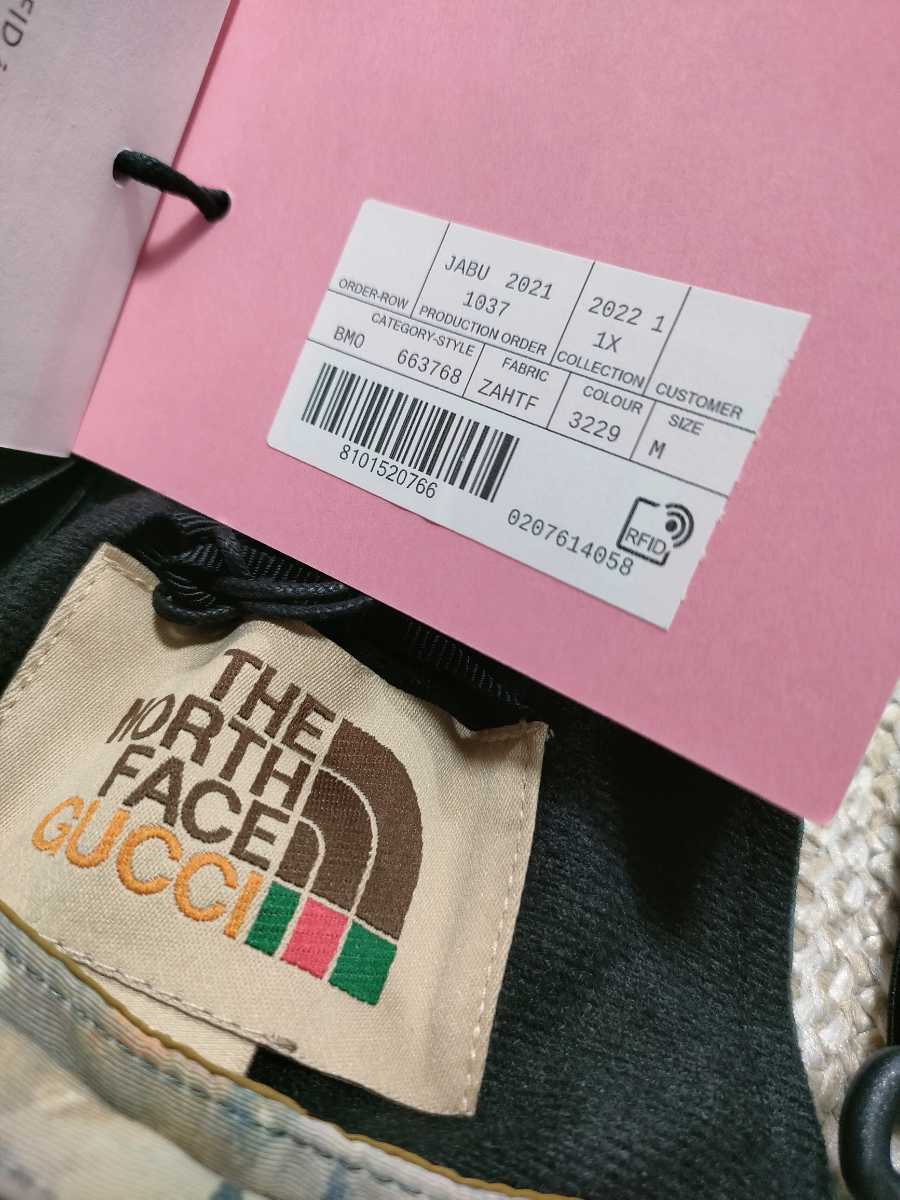 FID
JABU 2021
1037
2022 1
1X
ORDER-ROW
PRODUCTION ORDER
COLLECTION
CUSTOMER
CATEGORY-STYLE
FABRIC
COLOUR
SIZE
BMO 663768
ZAHTF
3229
M
8101520766
0207614058
RFID
THE
NORTH
FACE
GUCCI